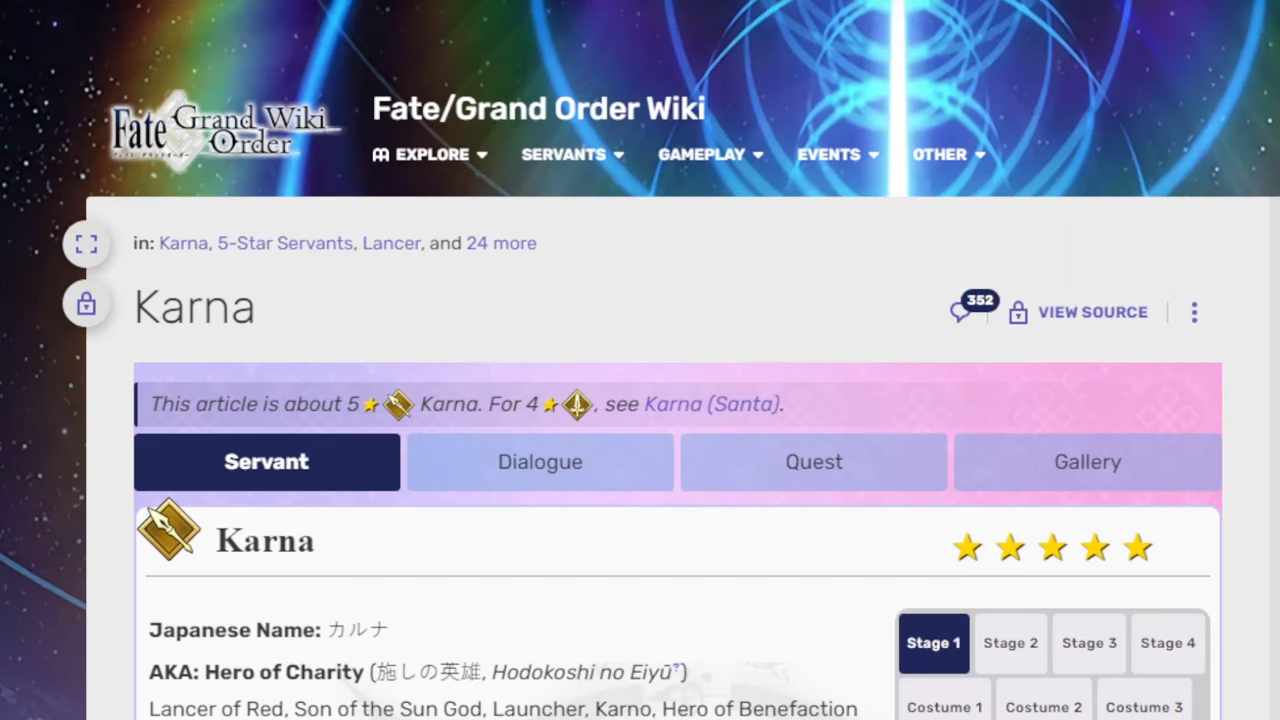 Fate/Grand Order Wiki
Fate Grand Wiki
Order
EXPLORE SERVANTS GAMEPLAY EVENTS OTHER
in: Karna, 5-Star Servants, Lancer, and 24 more
Karna
352
VIEW SOURCE
This article is about 5 Karna. For 4 , see Karna (Santa).
Servant Dialogue Quest Gallery
Karna
Japanese Name: カルナ
Stage 1 Stage 2 Stage 3 Stage 4
AKA: Hero of Charity (施しの英雄, Hodokoshi no Eiyū?)
Lancer of Red, Son of the Sun God, Launcher, Karno, Hero of Benefaction
Costume 1 Costume 2 Costume 3